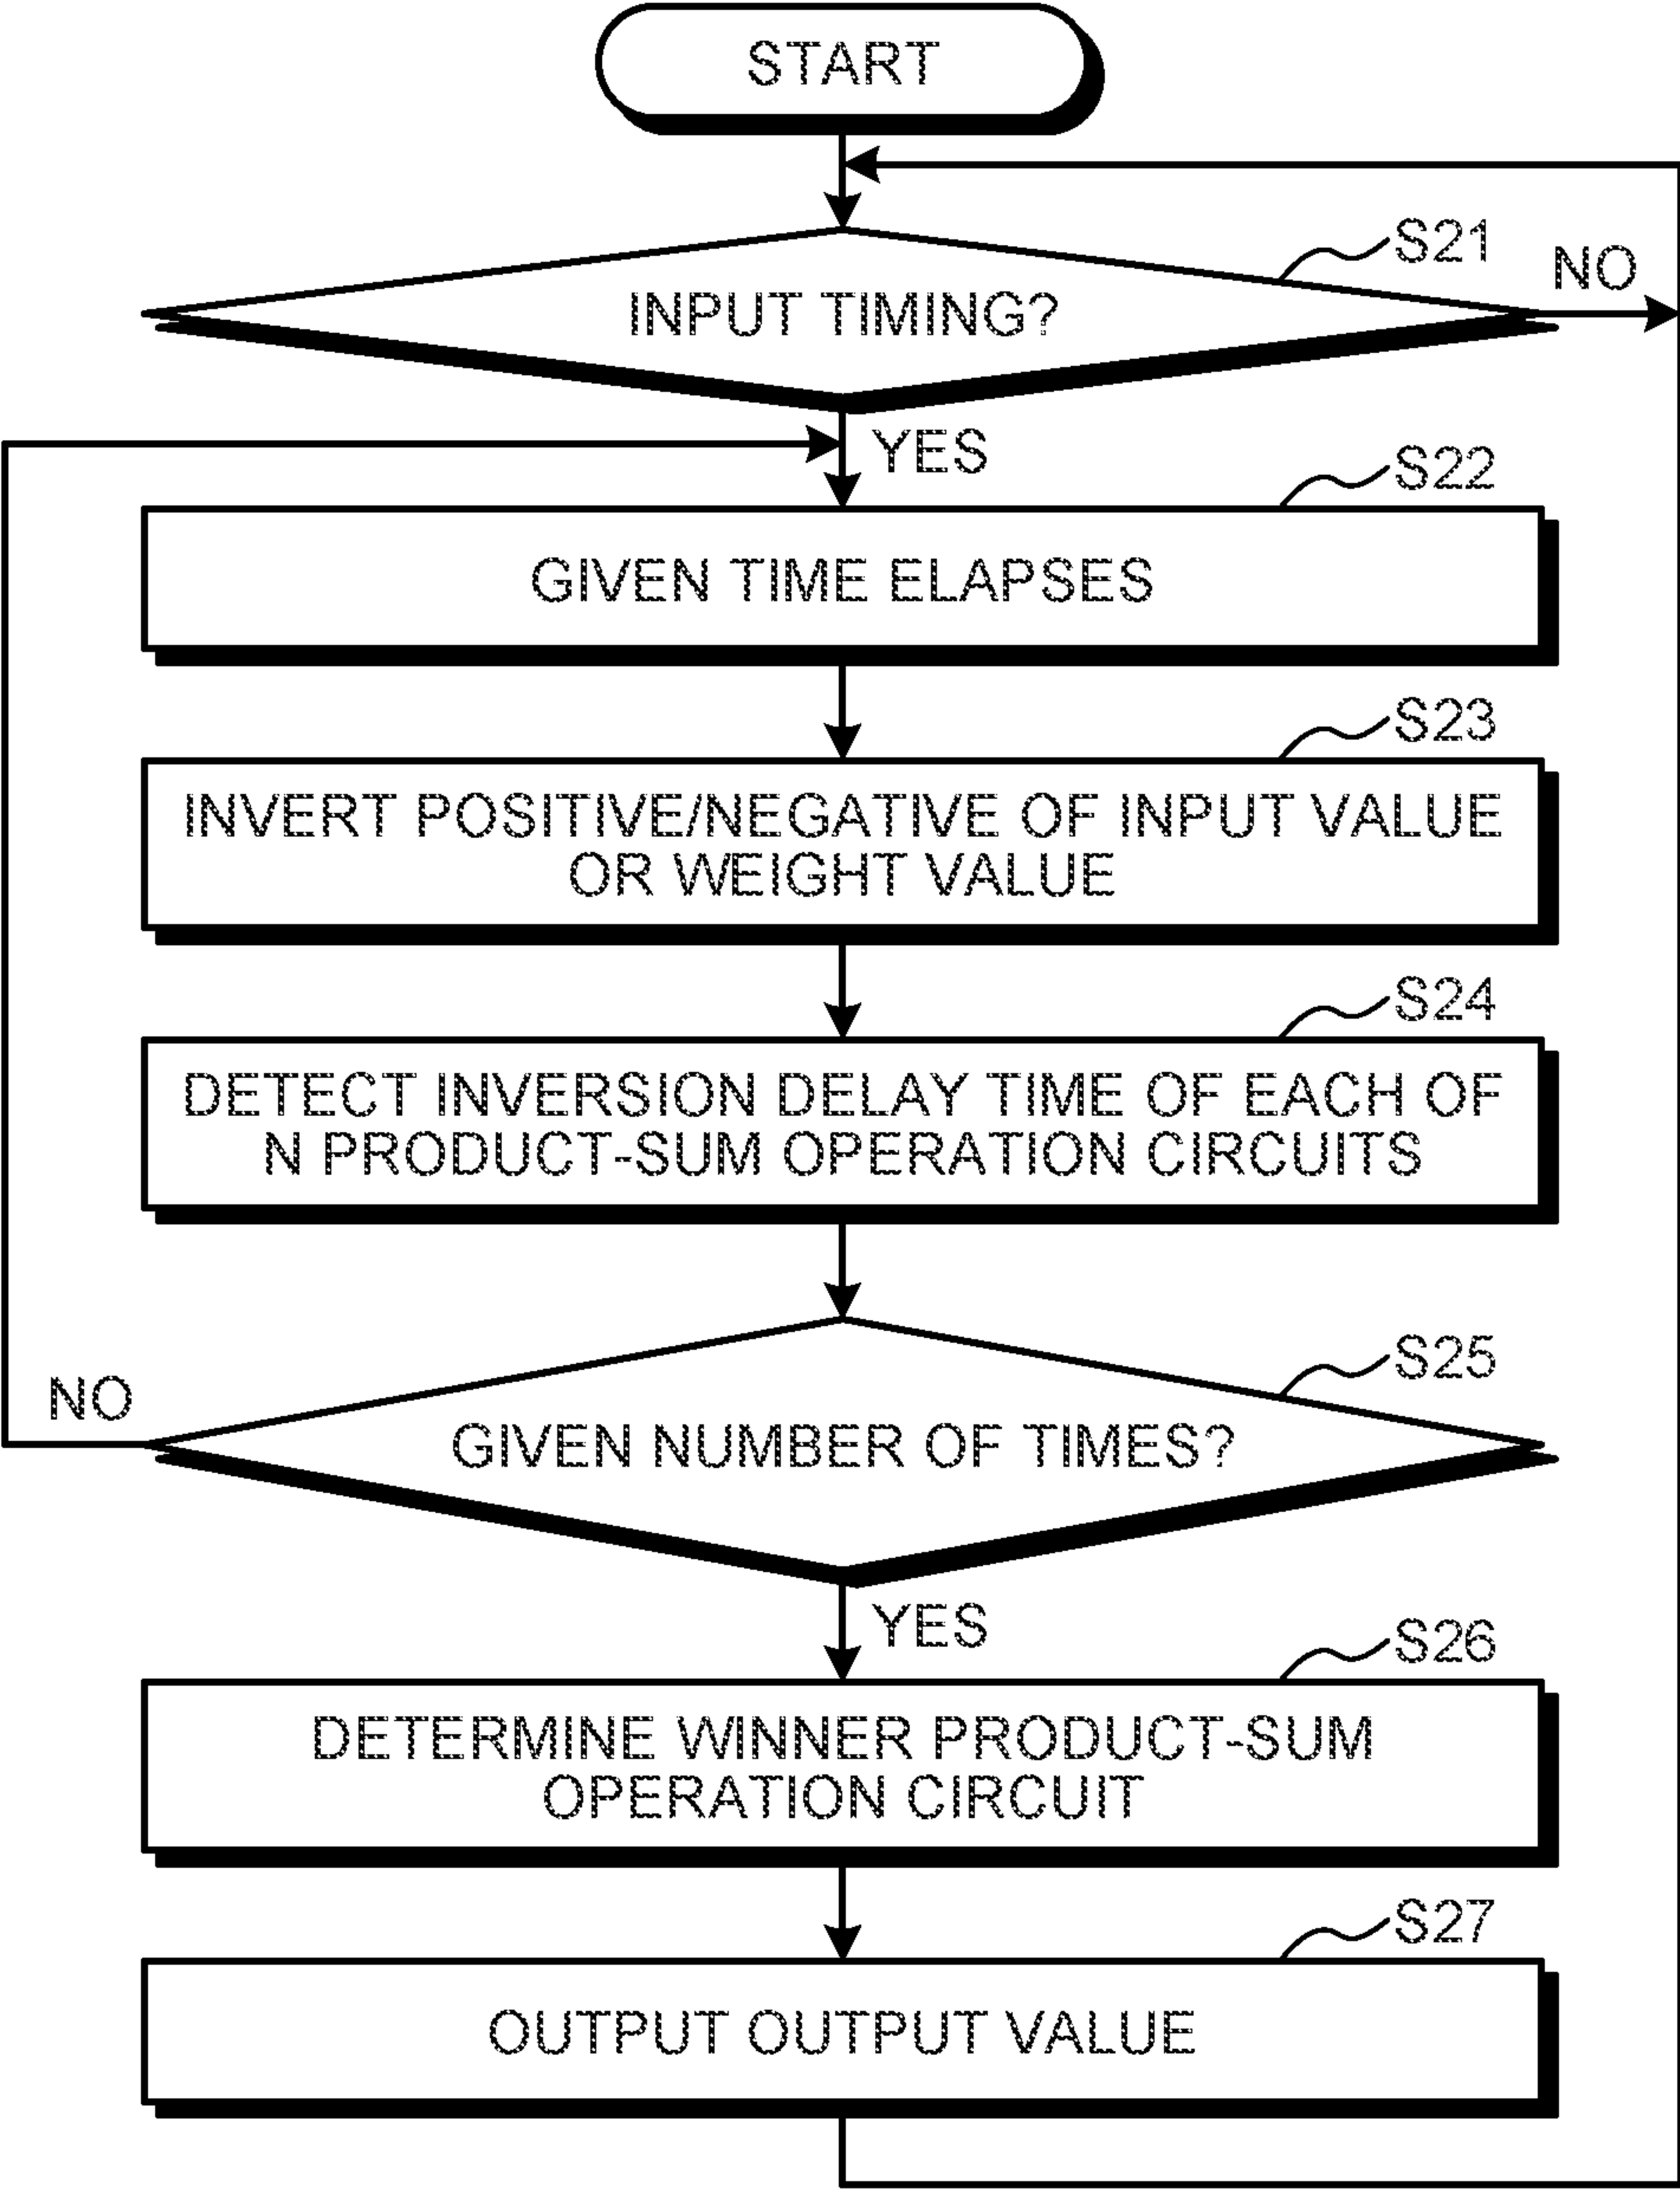 START
S21
NO
INPUT TIMING?
YES
S22
GIVEN TIME ELAPSES
S23
INVERT POSITIVE/NEGATIVE OF INPUT VALUE
OR WEIGHT VALUE
S24
DETECT INVERSION DELAY TIME OF EACH OF
N PRODUCT-SUM OPERATION CIRCUITS
S25
NO
GIVEN NUMBER OF TIMES?
YES
S26
DETERMINE WINNER PRODUCT-SUM
OPERATION CIRCUIT
S27
OUTPUT OUTPUT VALUE